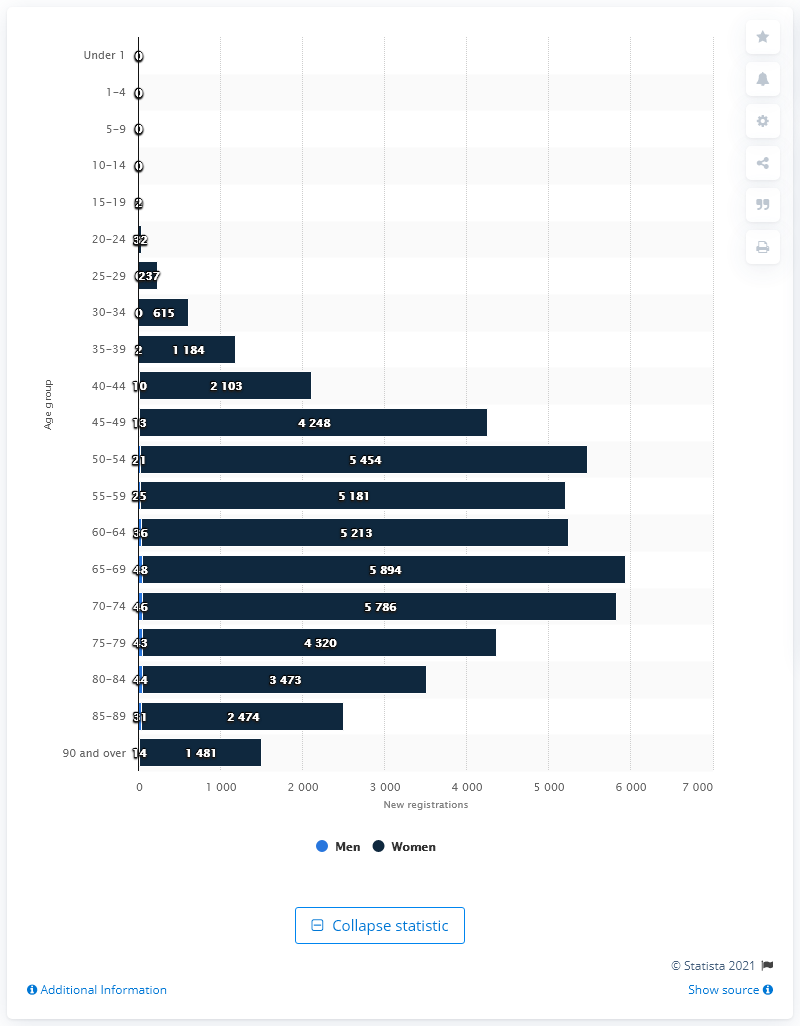 Under 1 0
1–4 0
5–9 0
10–14 0
15–19 2
20–24 32
25–29 0 237
30–34 0 615
35–39 2 1 184
40–44 10 2 103
45–49 13 4 248
50–54 21 5 454
55–59 25 5 181
60–64 36 5 213
65–69 48 5 894
70–74 46 5 786
75–79 43 4 320
80–84 44 3 473
85–89 31 2 474
90 and over 14 1 481
Age group
0 1 000 2 000 3 000 4 000 5 000 6 000 7 000
New registrations
Men Women
Collapse statistic
© Statista 2021
Additional Information Show source